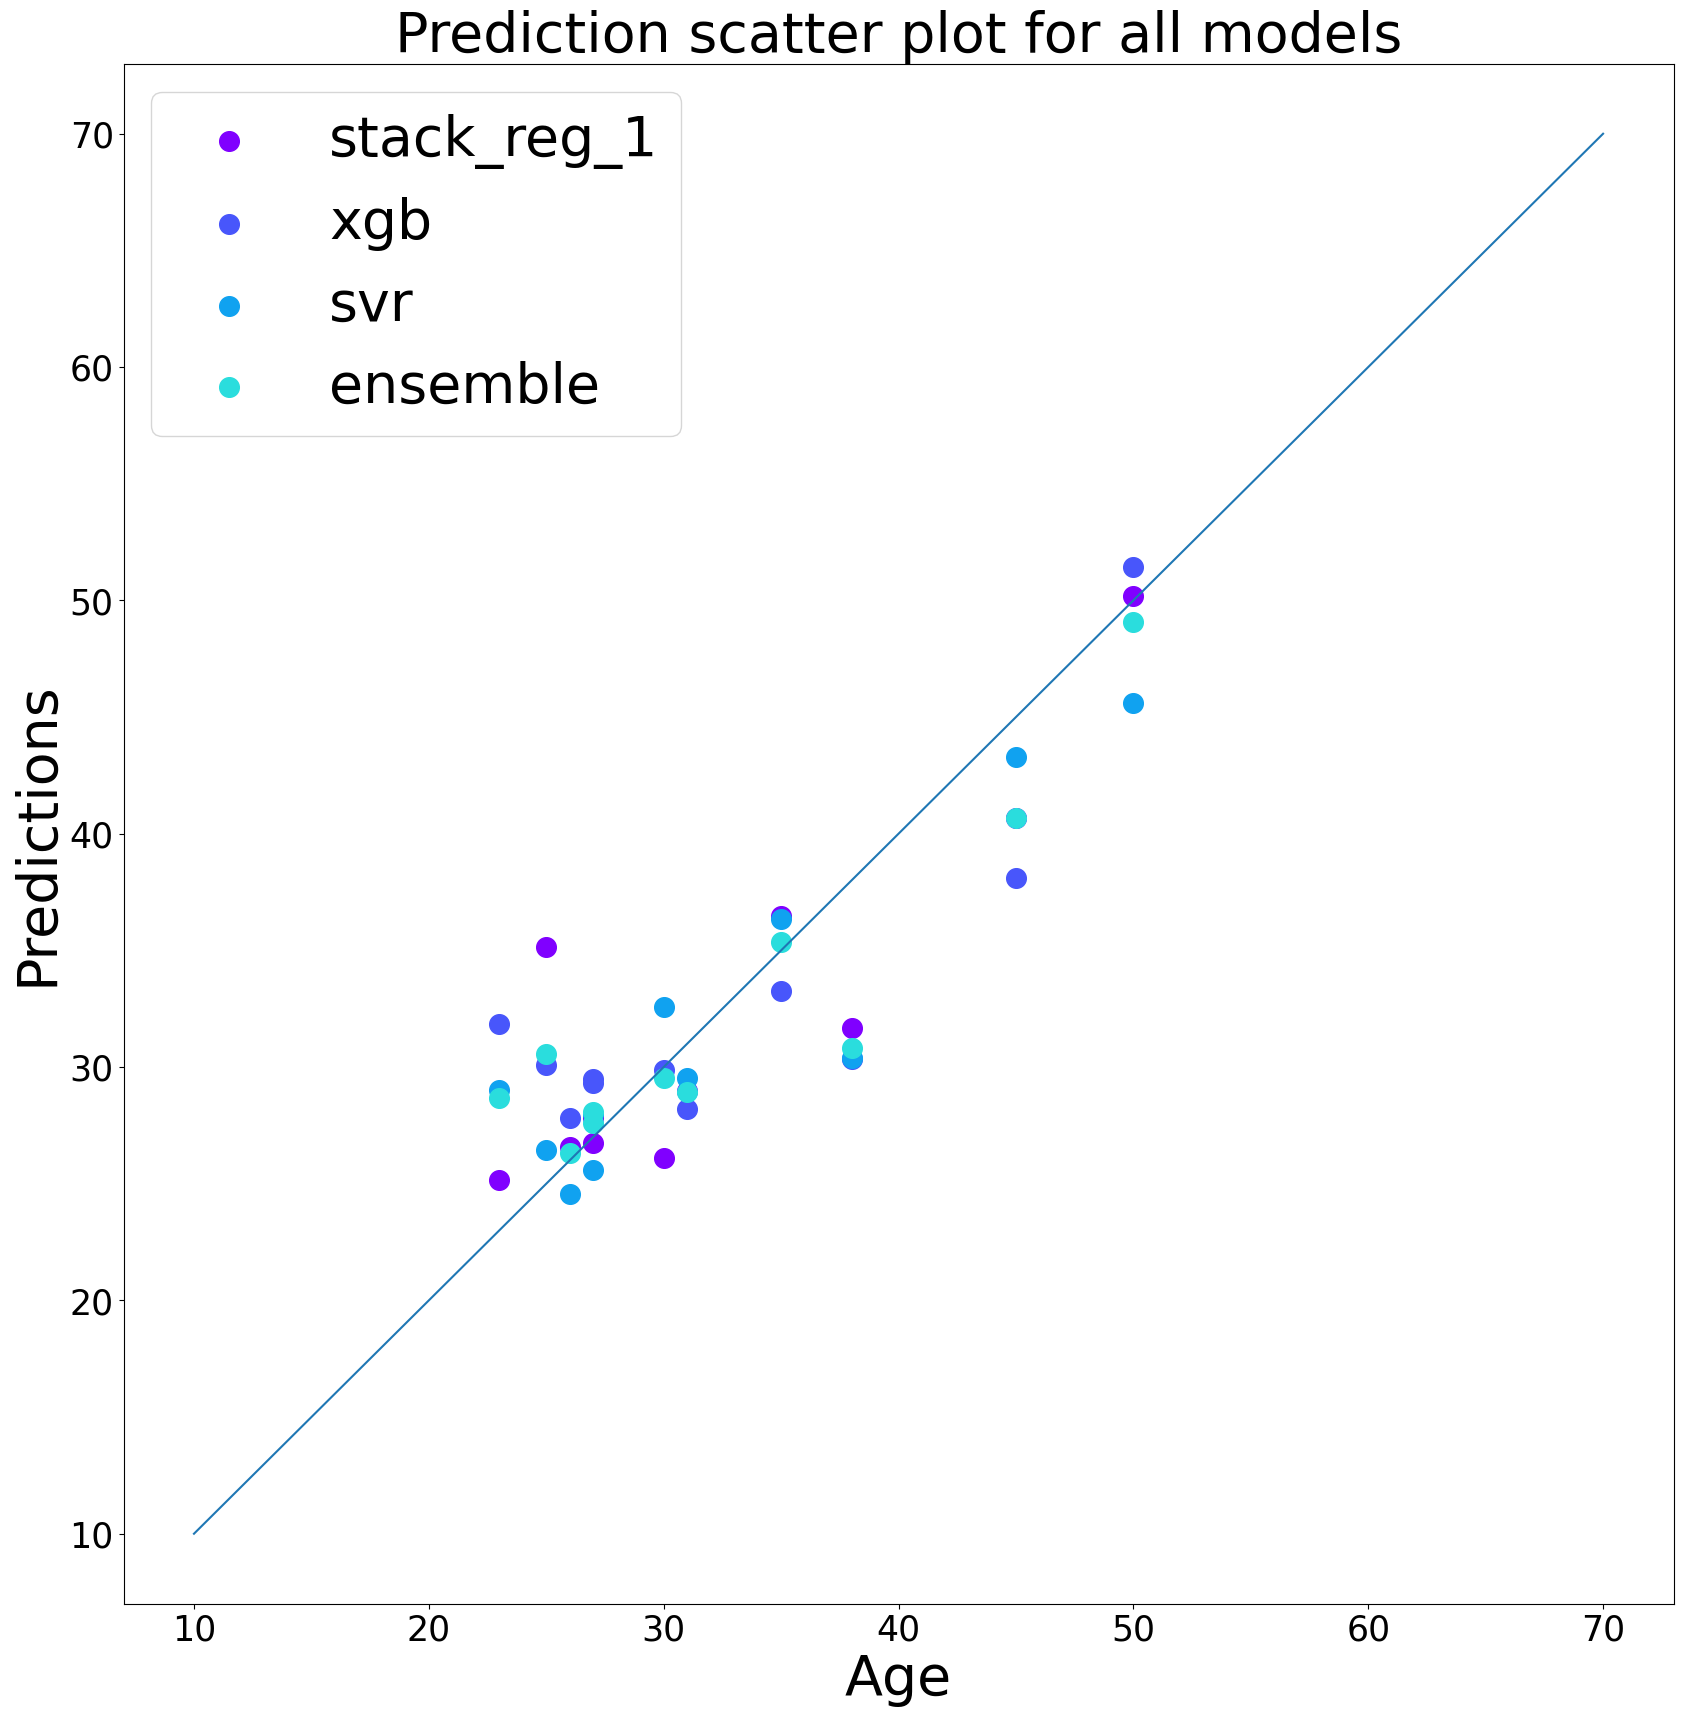 Prediction scatter plot for all models
stack_reg_1
xgb
svr
ensemble
Predictions
70
60
50
40
30
20
10
10 20 30 40 50 60 70
Age